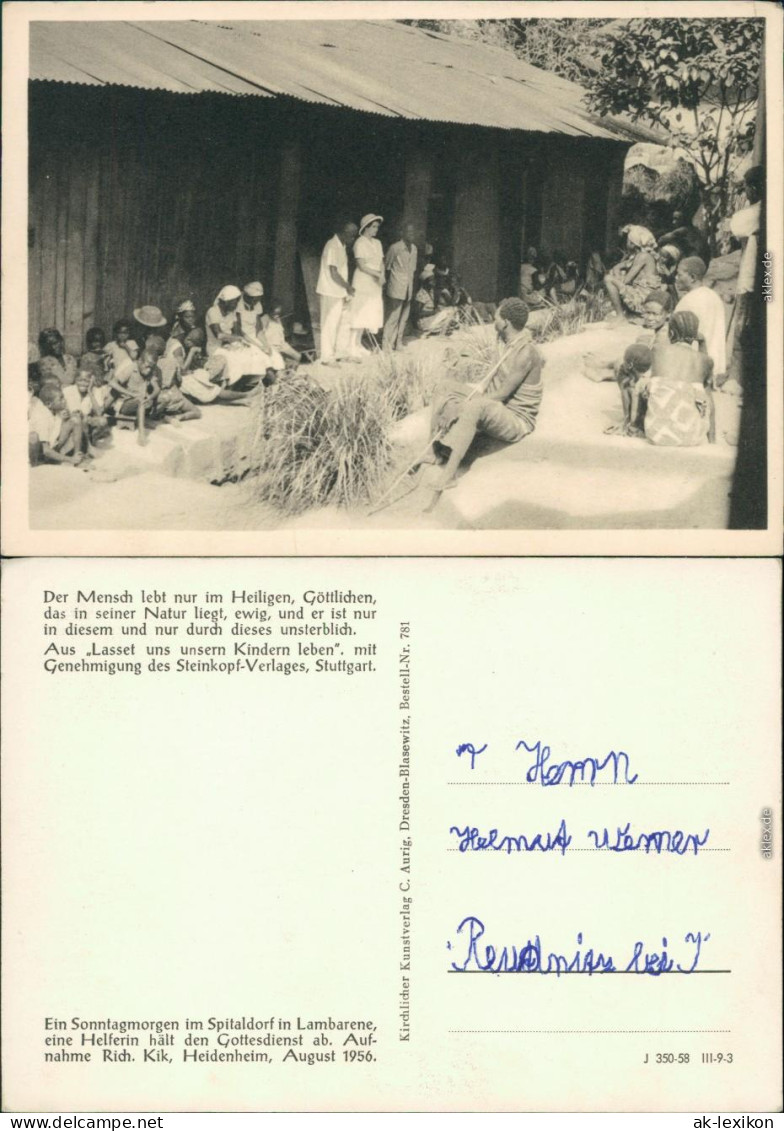 aklexikon.de
Der Mensch lebt nur im Heiligen, Göttlichen,
das in seiner Natur liegt, ewig, und er ist nur
in diesem und nur durch dieses unsterblich.
Aus „Lasset uns unsern Kindern leben". mit
Genehmigung des Steinkopf-Verlages, Stuttgart.
Ein Sonntagmorgen im Spitaldorf in Lambarene,
eine Helferin hält den Gottesdienst ab. Auf-
nahme Rich. Kik, Heidenheim, August 1956.
Kirchlicher Kunstverlag C. Aurig, Dresden-Blasewitz, Bestell-Nr. 781
Herrn
Helmut Werner
bei
J 350-58 III-9-3
aklexikon.de
www.delcampe.net
ak-lexikon